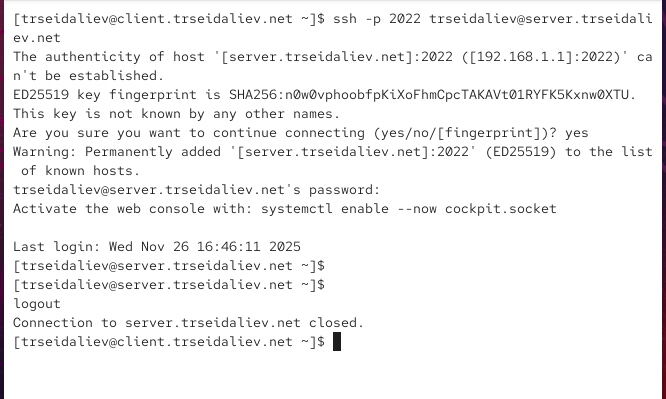 [trseidaliev@client.trseidaliev.net ~]$ ssh -p 2022 trseidaliev@server.trseidali
ev.net
The authenticity of host '[server.trseidaliev.net]:2022 ([192.168.1.1]:2022)' ca
n't be established.
ED25519 key fingerprint is SHA256:n0w0vphoobfpKiXoFhmCpcTAKAVt01RYFK5Kxnw0XTU.
This key is not known by any other names.
Are you sure you want to continue connecting (yes/no/[fingerprint])? yes
Warning: Permanently added '[server.trseidaliev.net]:2022' (ED25519) to the list
 of known hosts.
trseidaliev@server.trseidaliev.net's password:
Activate the web console with: systemctl enable --now cockpit.socket

Last login: Wed Nov 26 16:46:11 2025
[trseidaliev@server.trseidaliev.net ~]$
[trseidaliev@server.trseidaliev.net ~]$
logout
Connection to server.trseidaliev.net closed.
[trseidaliev@client.trseidaliev.net ~]$